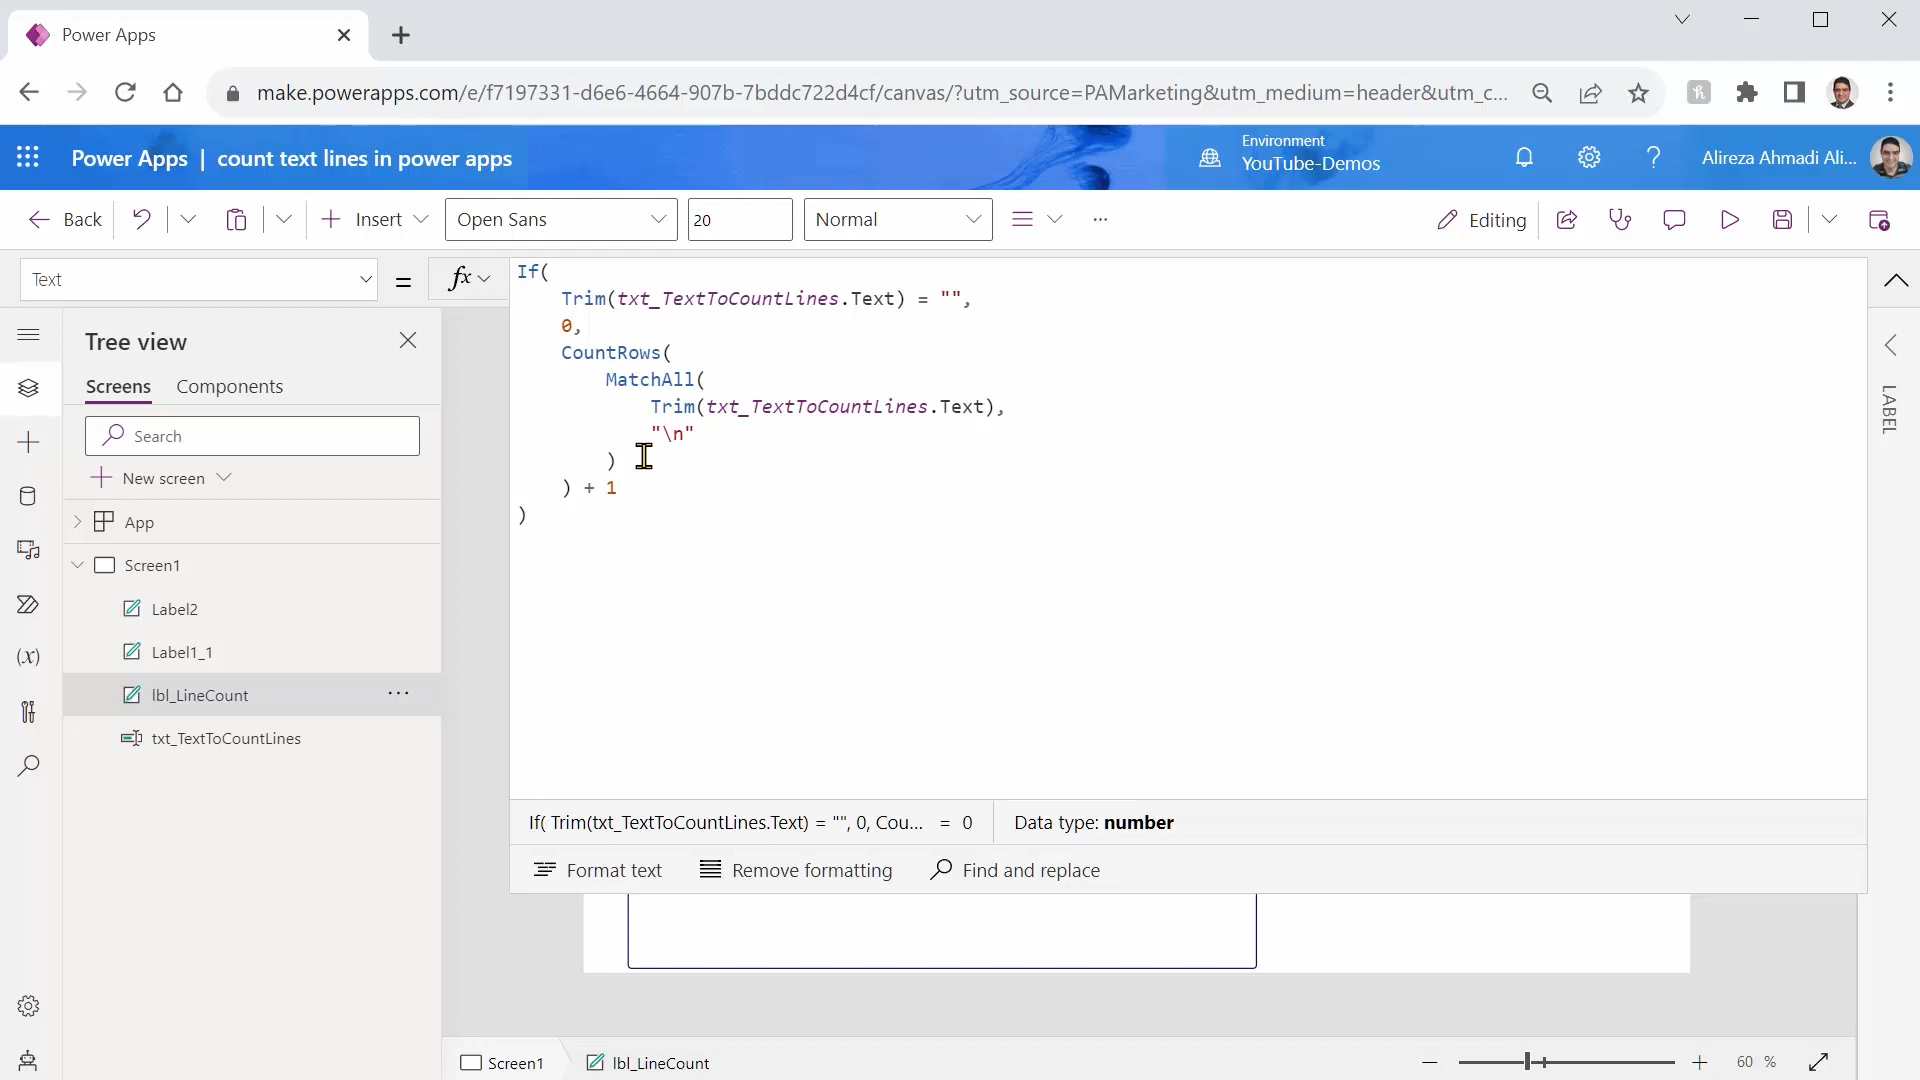 Power Apps
make.powerapps.com/e/f7197331-d6e6-4664-907b-7bddc722d4cf/canvas/?utm_source=PAMarketing&utm_medium=header&utm_c...
Power Apps | count text lines in power apps
Environment
YouTube-Demos
Alireza Ahmadi Ali...
Back
Insert
Open Sans
20
Normal
...
Editing
Text
=
fx
If(
Trim(txt_TextToCountLines.Text) = "",
0,
CountRows(
MatchAll(
Trim(txt_TextToCountLines.Text),
"\n"
)
) + 1
)
Tree view
Screens
Components
Search
New screen
App
Screen1
Label2
Label1_1
lbl_LineCount
...
txt_TextToCountLines
(x)
LABEL
If( Trim(txt_TextToCountLines.Text) = "", 0, Cou... = 0
Data type: number
Format text
Remove formatting
Find and replace
Screen1
lbl_LineCount
60 %